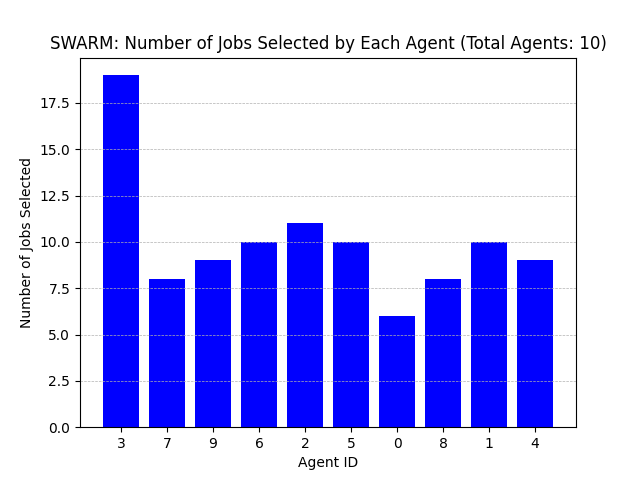 SWARM: Number of Jobs Selected by Each Agent (Total Agents: 10)
Number of Jobs Selected
17.5
15.0
12.5
10.0
7.5
5.0
2.5
0.0
3 7 9 6 2 5 0 8 1 4
Agent ID